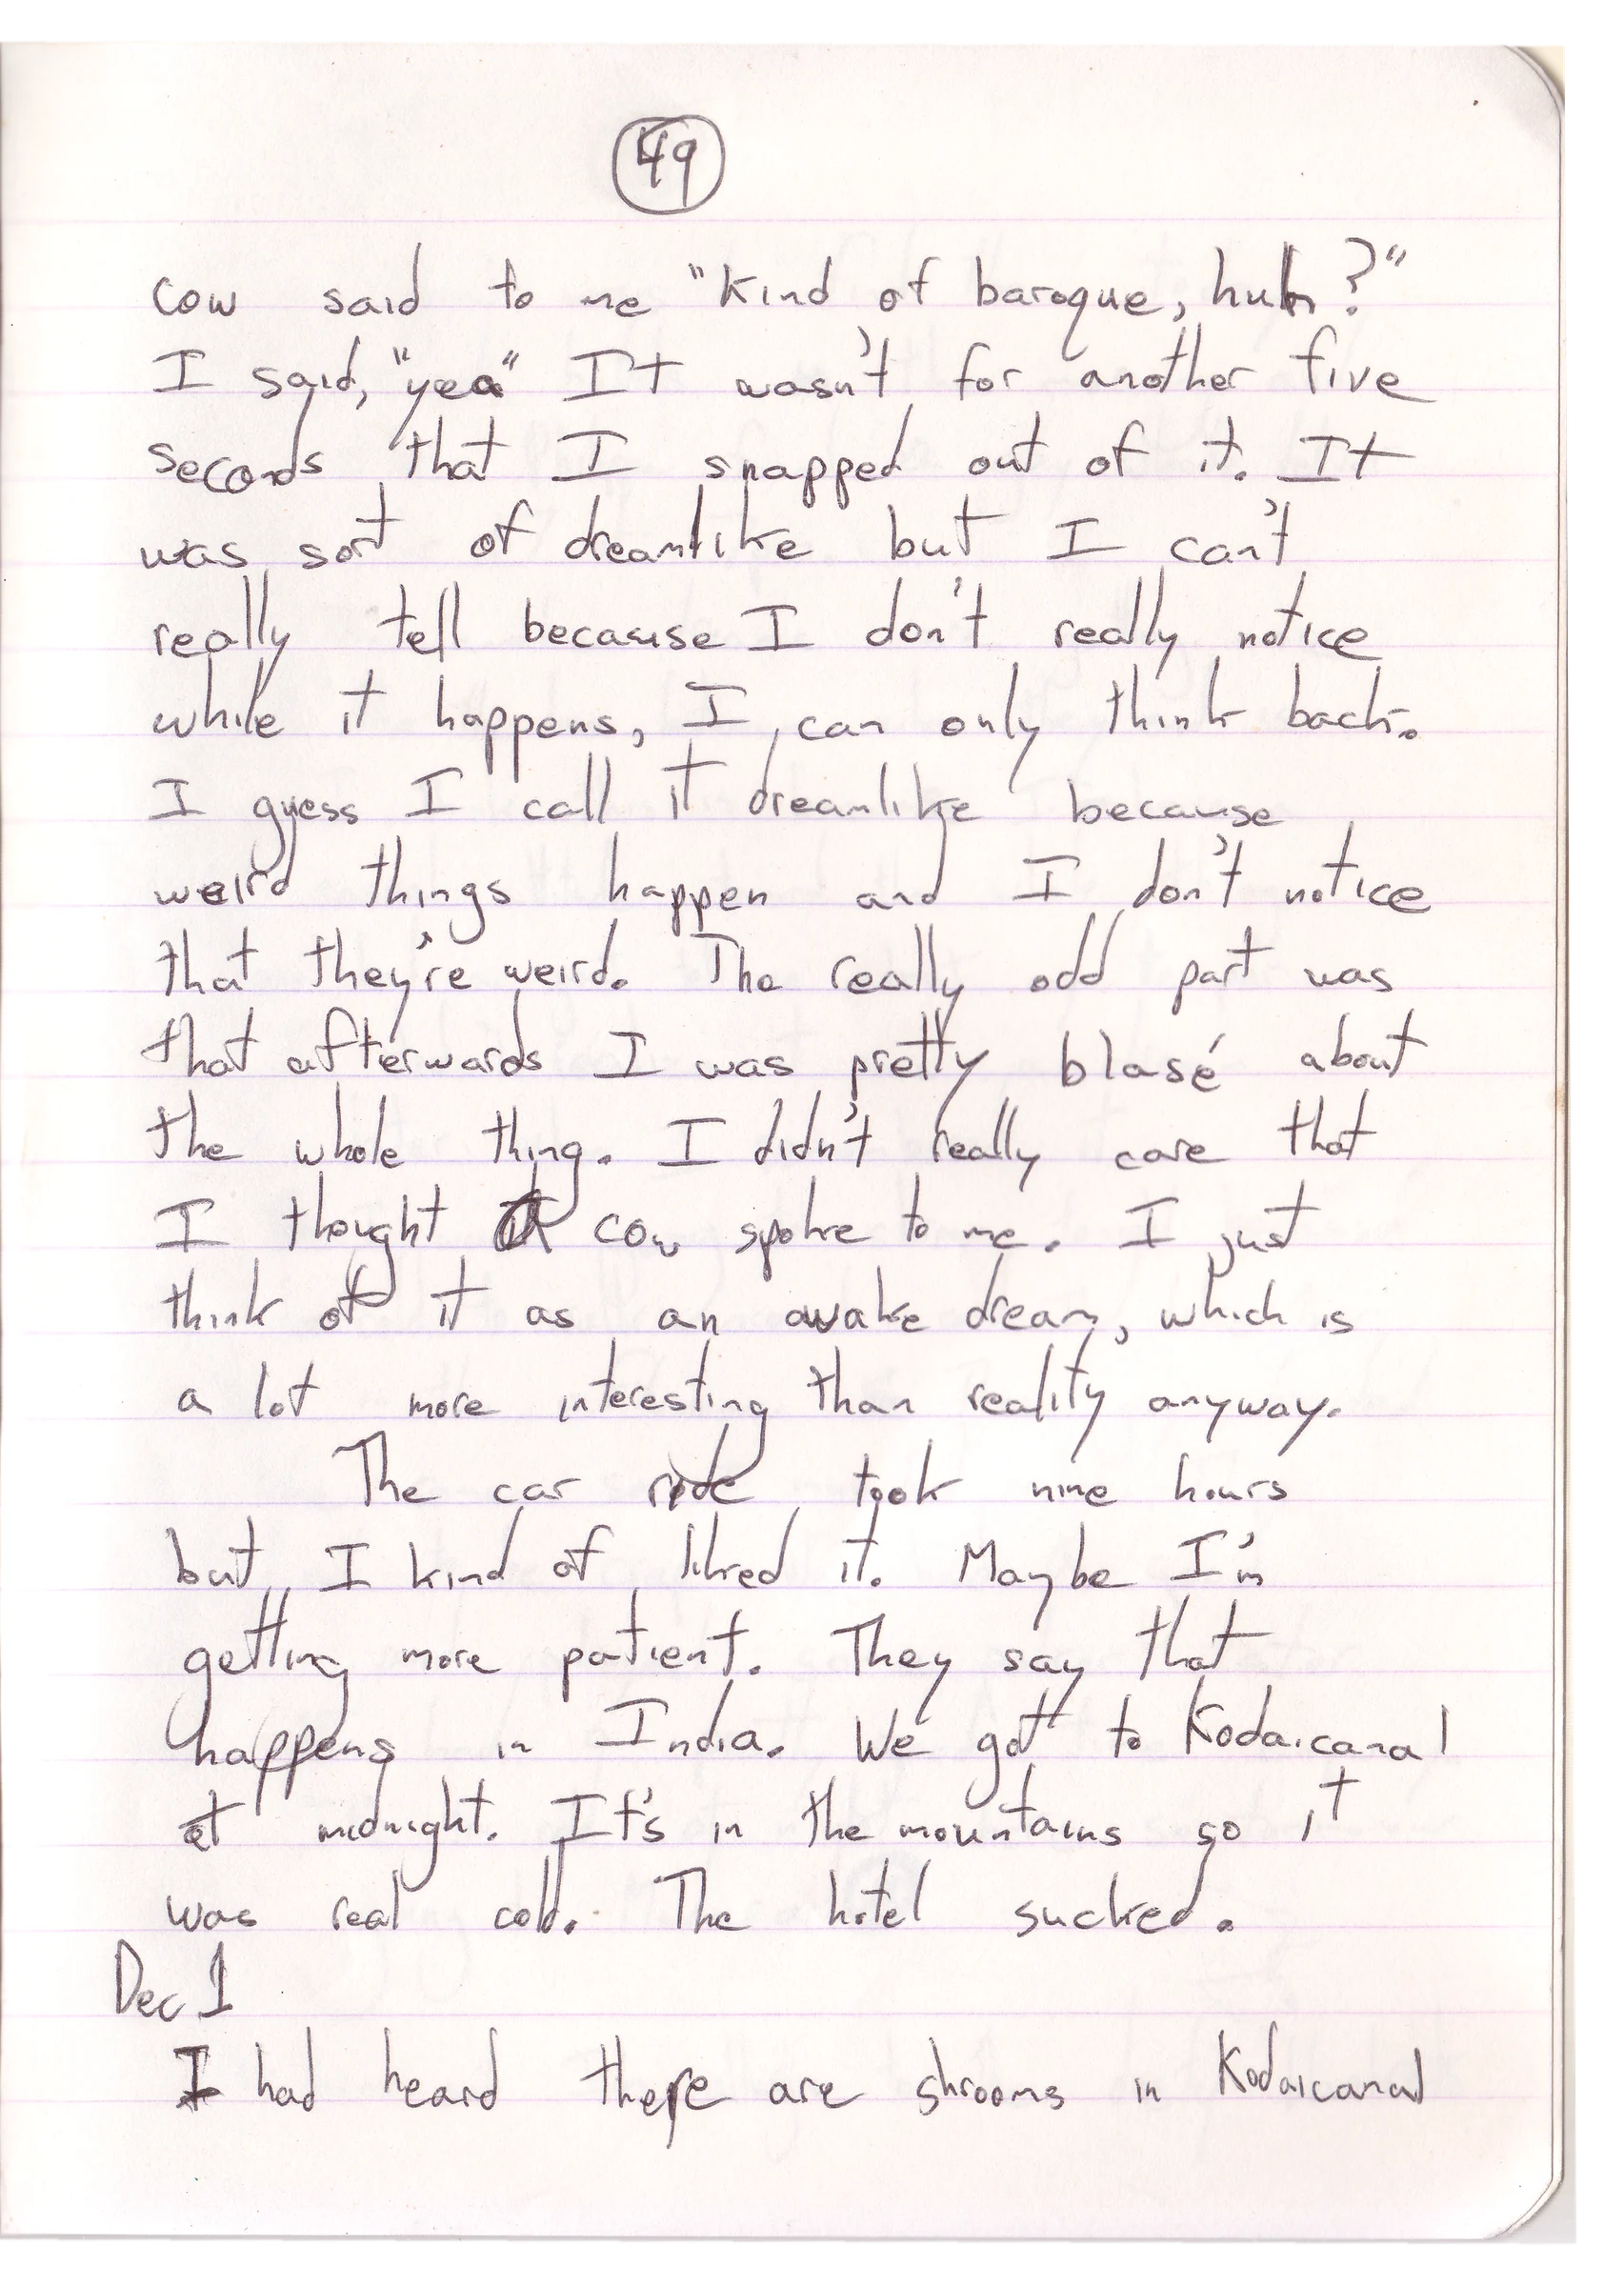 49
cow said to me "Kind of baroque, huh?"
I said, "yea" It wasn't for another five
seconds that I snapped out of it. It
was sort of dreamlike but I can't
really tell because I don't really notice
while it happens, I can only think back.
I guess I call it dreamlike because
weird things happen and I don't notice
that they're weird. The really odd part was
that afterwards I was pretty blasé about
the whole thing. I didn't really care that
I thought a cow spoke to me. I just
think of it as an awake dream, which is
a lot more interesting than reality anyway.
The car ride took nine hours
but I kind of liked it. Maybe I'm
getting more patient. They say that
happens in India. We got to Kodaicanal
at midnight. It's in the mountains so it
was real cold. The hotel sucked.
Dec 1
I had heard there are shrooms in Kodaicanal